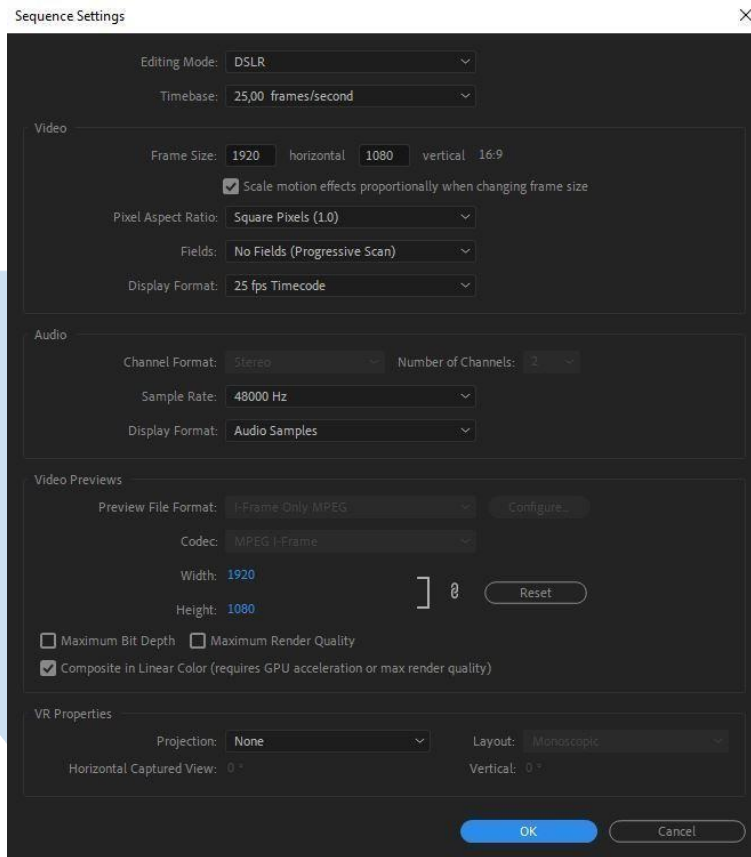 Sequence Settings
Editing Mode: DSLR
Timebase: 25,00 frames/second
Video
Frame Size: 1920 horizontal 1080 vertical 16:9
Scale motion effects proportionally when changing frame size
Pixel Aspect Ratio: Square Pixels (1.0)
Fields: No Fields (Progressive Scan)
Display Format: 25 fps Timecode
Audio
Channel Format: Stereo Number of Channels: 2
Sample Rate: 48000 Hz
Display Format: Audio Samples
Video Previews
Preview File Format: I-Frame Only MPEG Configure...
Codec: MPEG I-Frame
Width: 1920
Reset
Height: 1080
Maximum Bit Depth Maximum Render Quality
Composite in Linear Color (requires GPU acceleration or max render quality)
VR Properties
Projection: None Layout: Monoscopic
Horizontal Captured View: 0 ° Vertical: 0 °
OK Cancel